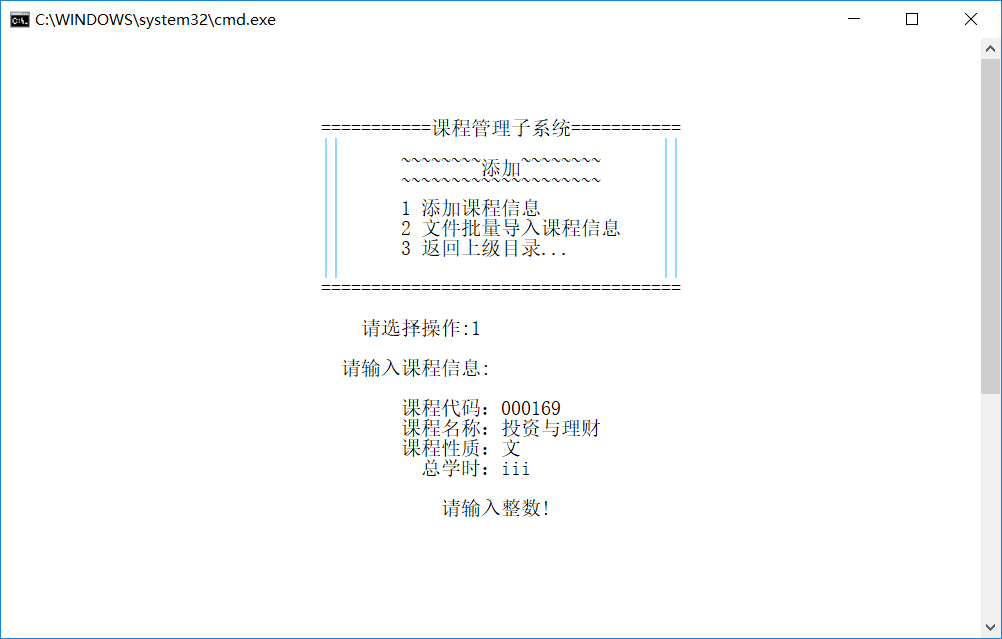 C:\WINDOWS\system32\cmd.exe
===========课程管理子系统===========
~~~~~~~~添加~~~~~~~~
~~~~~~~~~~~~~~~~~~~~
1 添加课程信息
2 文件批量导入课程信息
3 返回上级目录...
====================================
请选择操作:1
请输入课程信息:
课程代码：000169
课程名称：投资与理财
课程性质：文
总学时：iii
请输入整数!